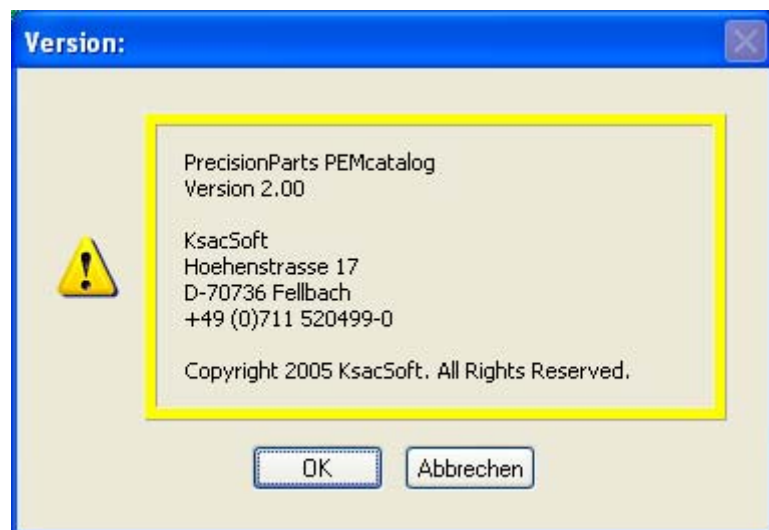 Version:
PrecisionParts PEMcatalog
Version 2.00
KsacSoft
Hoehenstrasse 17
D-70736 Fellbach
+49 (0)711 520499-0
Copyright 2005 KsacSoft. All Rights Reserved.
OK
Abbrechen